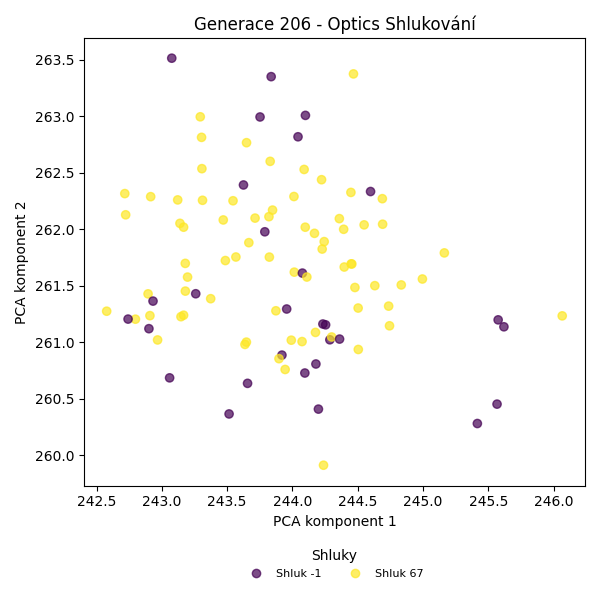 Generace 206 - Optics Shlukování
PCA komponent 2
263.5
263.0
262.5
262.0
261.5
261.0
260.5
260.0
242.5 243.0 243.5 244.0 244.5 245.0 245.5 246.0
PCA komponent 1
Shluky
Shluk -1 Shluk 67